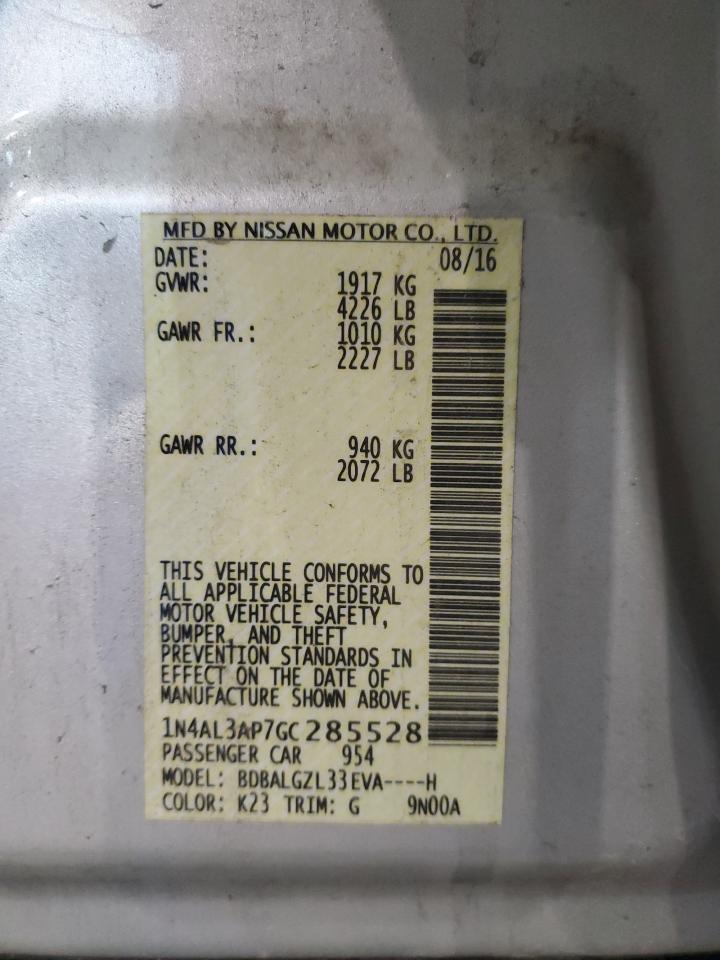 MFD BY NISSAN MOTOR CO., LTD.
DATE: 08/16
GVWR: 1917 KG
4226 LB
GAWR FR.: 1010 KG
2227 LB
GAWR RR.: 940 KG
2072 LB
THIS VEHICLE CONFORMS TO
ALL APPLICABLE FEDERAL
MOTOR VEHICLE SAFETY,
BUMPER, AND THEFT
PREVENTION STANDARDS IN
EFFECT ON THE DATE OF
MANUFACTURE SHOWN ABOVE.
1N4AL3AP7GC285528
PASSENGER CAR 954
MODEL: BDBALGZL33EVA----H
COLOR: K23 TRIM: G 9N00A